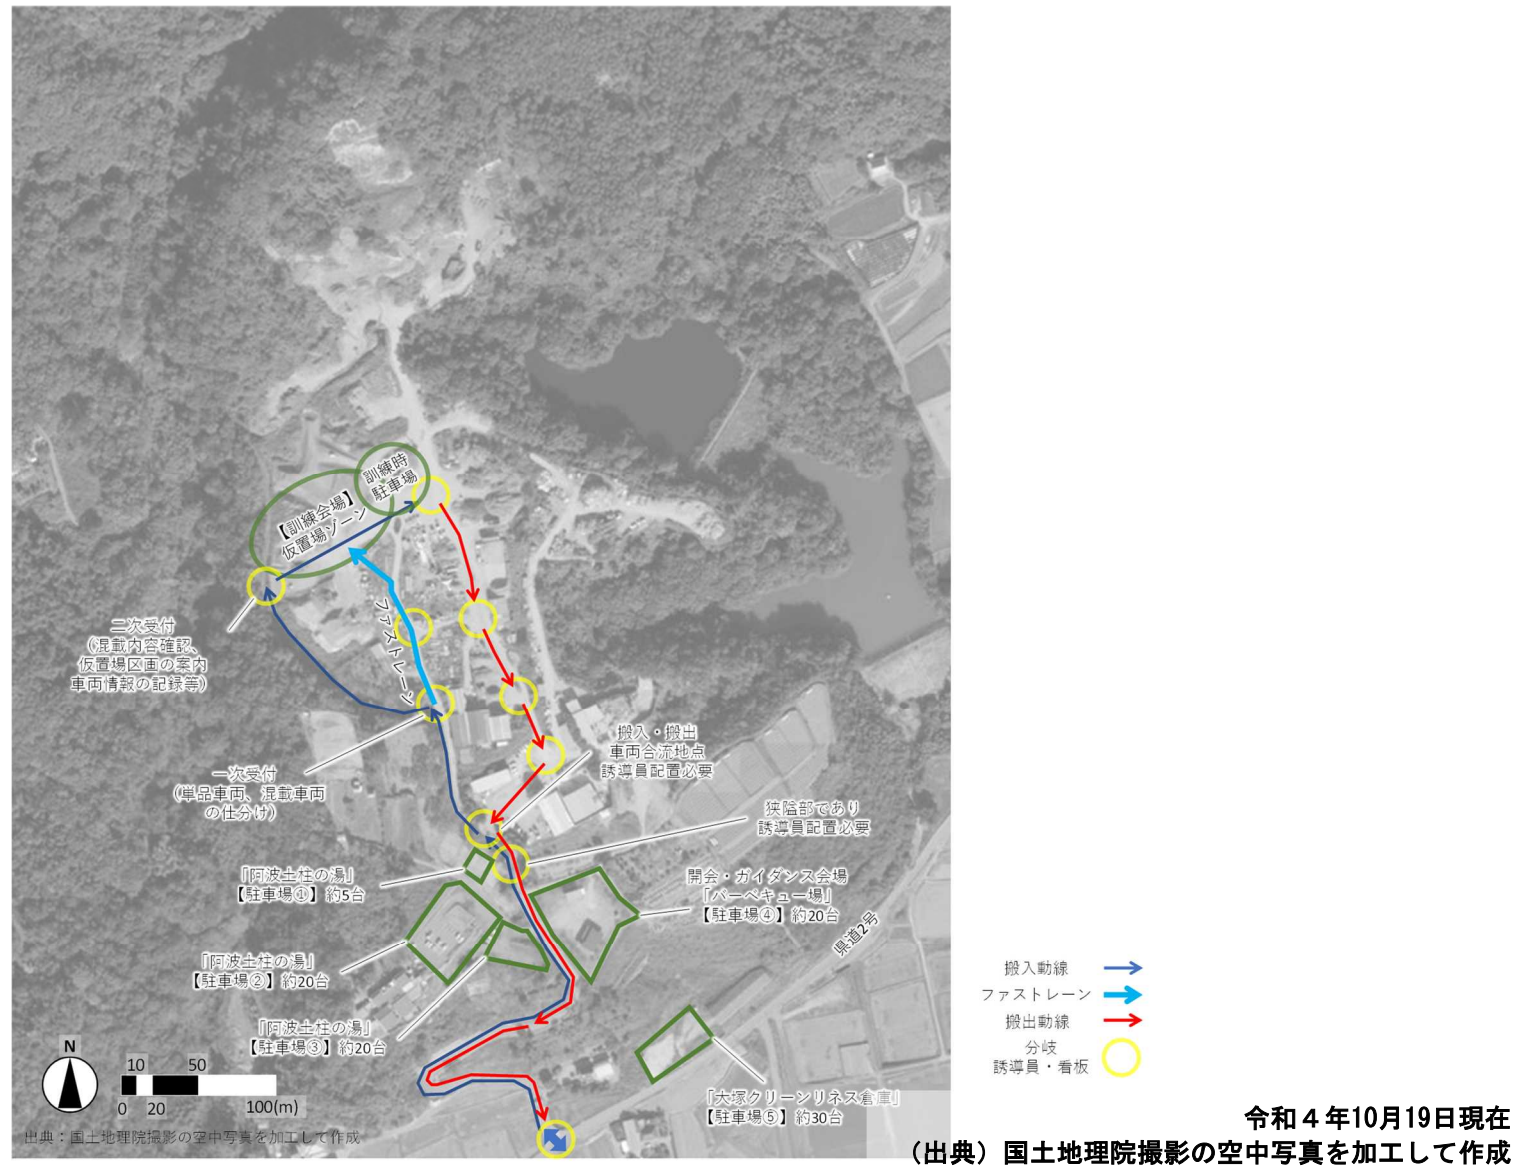 訓練時
駐車場
【訓練会場】
仮置場ゾーン
ファストレーン
二次受付
(混載内容確認、
仮置場区画の案内
車両情報の記録等)
一次受付
(単品車両、混載車両
の仕分け)
搬入・搬出
車両合流地点
誘導員配置必要
狭隘部であり
誘導員配置必要
「阿波土柱の湯」
【駐車場①】約5台
開会・ガイダンス会場
「バーベキュー場」
【駐車場④】約20台
県道2号
「阿波土柱の湯」
【駐車場②】約20台
「阿波土柱の湯」
【駐車場③】約20台
「大塚クリーンリネス倉庫」
【駐車場⑤】約30台
搬入動線
ファストレーン
搬出動線
分岐
誘導員・看板
N
10 50
0 20 100(m)
出典：国土地理院撮影の空中写真を加工して作成
令和４年10月19日現在
（出典）国土地理院撮影の空中写真を加工して作成